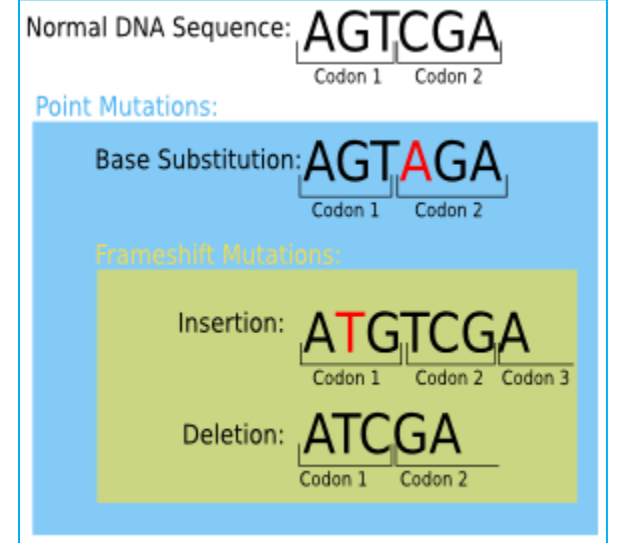 Normal DNA Sequence: AGTCGA
Codon 1 Codon 2
Point Mutations:
Base Substitution: AGTAGA
Codon 1 Codon 2
Frameshift Mutations:
Insertion: ATGTCGA
Codon 1 Codon 2 Codon 3
Deletion: ATCGA
Codon 1 Codon 2